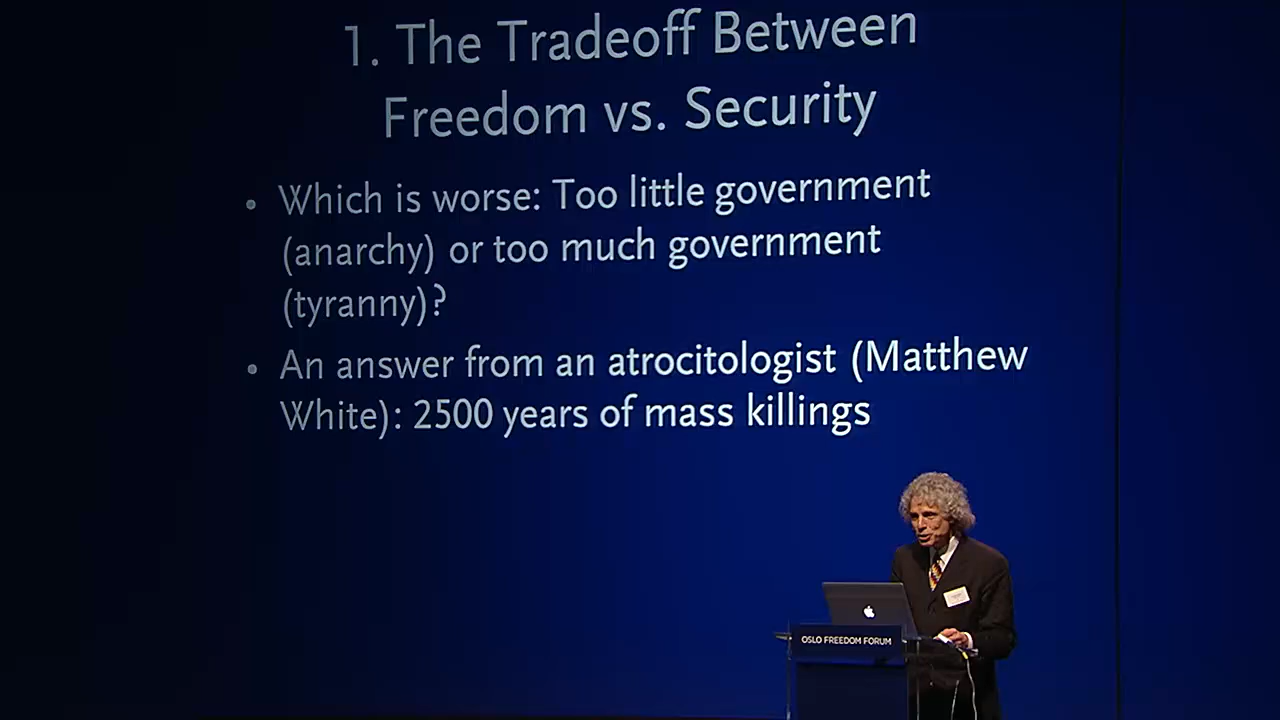 1. The Tradeoff Between
Freedom vs. Security
• Which is worse: Too little government
(anarchy) or too much government
(tyranny)?
• An answer from an atrocitologist (Matthew
White): 2500 years of mass killings
OSLO FREEDOM FORUM